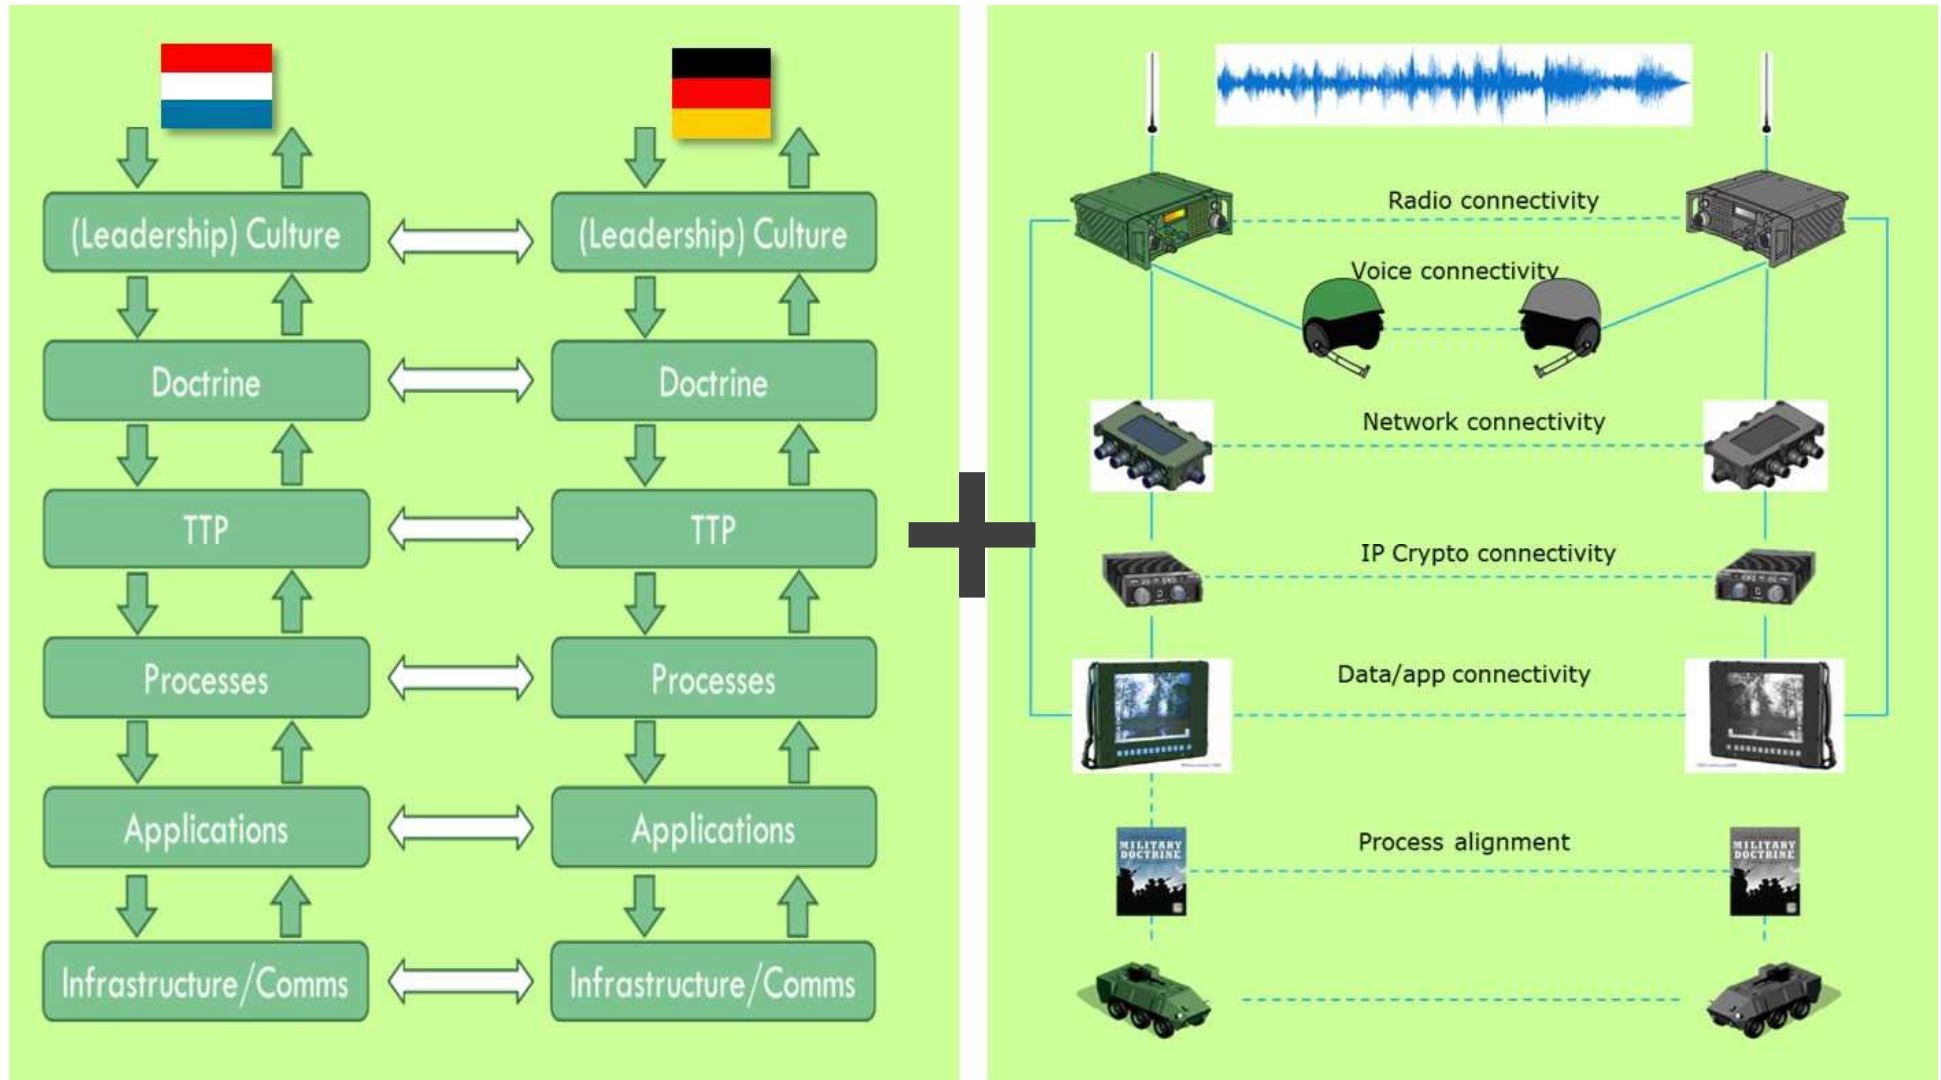 (Leadership) Culture
(Leadership) Culture
Doctrine
Doctrine
TTP
TTP
Processes
Processes
Applications
Applications
Infrastructure/Comms
Infrastructure/Comms
Radio connectivity
Voice connectivity
Network connectivity
IP Crypto connectivity
Data/app connectivity
Process alignment
MILITARY
DOCTRINE
MILITARY
DOCTRINE